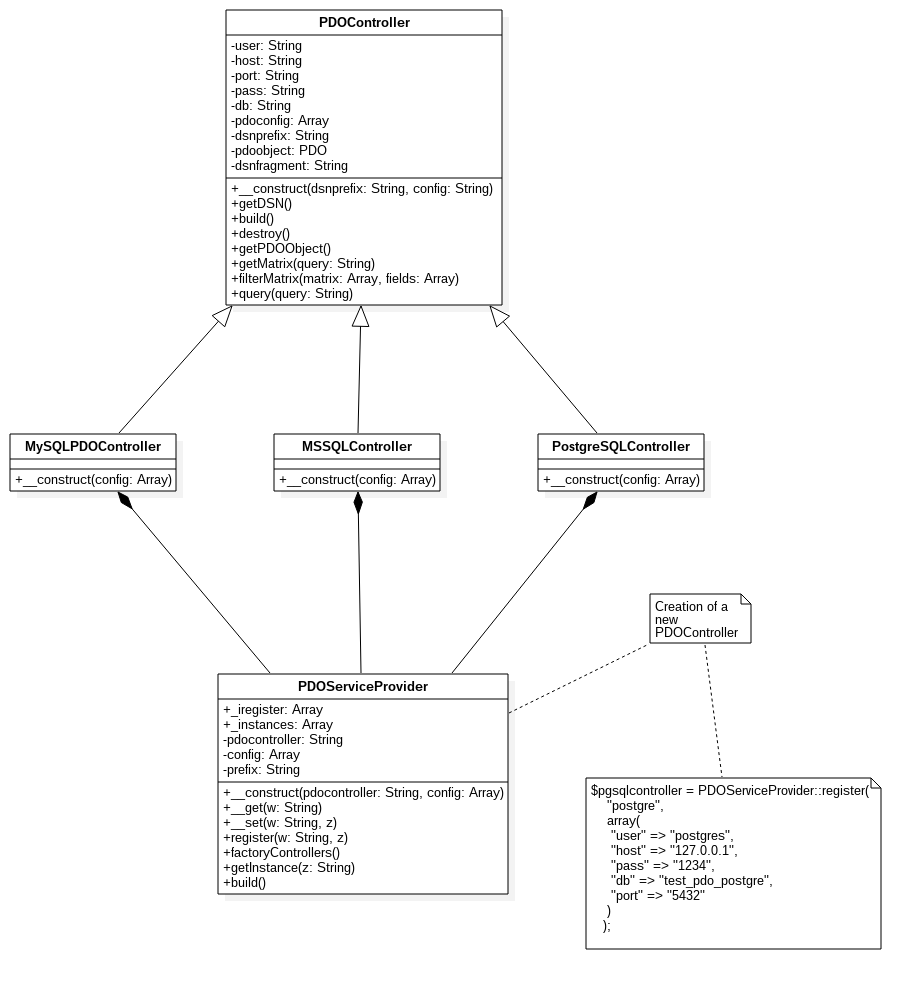 PDOController
-user: String
-host: String
-port: String
-pass: String
-db: String
-pdoconfig: Array
-dsnprefix: String
-pdoobject: PDO
-dsnfragment: String
+__construct(dsnprefix: String, config: String)
+getDSN()
+build()
+destroy()
+getPDOObject()
+getMatrix(query: String)
+filterMatrix(matrix: Array, fields: Array)
+query(query: String)
MySQLPDOController
+__construct(config: Array)
MSSQLController
+__construct(config: Array)
PostgreSQLController
+__construct(config: Array)
Creation of a
new
PDOController
PDOServiceProvider
+_iregister: Array
+_instances: Array
-pdocontroller: String
-config: Array
-prefix: String
+__construct(pdocontroller: String, config: Array)
+__get(w: String)
+__set(w: String, z)
+register(w: String, z)
+factoryControllers()
+getInstance(z: String)
+build()
$pgsqlcontroller = PDOServiceProvider::register(
"postgre",
array(
"user" => "postgres",
"host" => "127.0.0.1",
"pass" => "1234",
"db" => "test_pdo_postgre",
"port" => "5432"
)
);